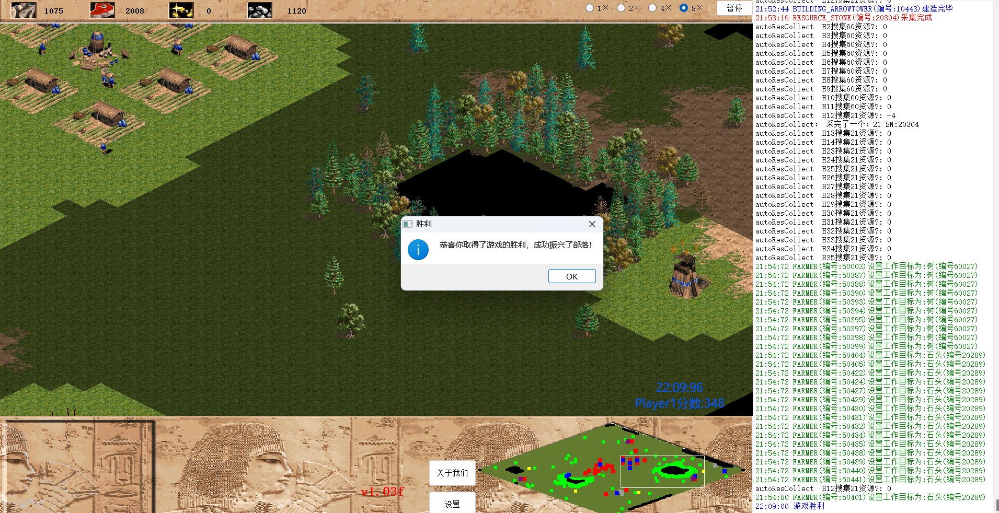 1075
2008
0
1120
1×
2×
4×
8×
暂停
胜利
恭喜你取得了游戏的胜利，成功振兴了部落！
OK
22:09:96
Player1分数:348
v1.03f
关于我们
设置
21:52:44 BUILDING_ARROWTOWER(编号:10443)建造完毕
21:53:16 RESOURCE_STONE(编号:20304)采集完成
autoResCollect  H2搜集60资源?: 0
autoResCollect  H3搜集60资源?: 0
autoResCollect  H4搜集60资源?: 0
autoResCollect  H5搜集60资源?: 0
autoResCollect  H6搜集60资源?: 0
autoResCollect  H7搜集60资源?: 0
autoResCollect  H8搜集60资源?: 0
autoResCollect  H9搜集60资源?: 0
autoResCollect  H10搜集60资源?: 0
autoResCollect  H11搜集60资源?: 0
autoResCollect  H12搜集21资源?: -4
autoResCollect： 采完了一个：21 SN:20304
autoResCollect  H13搜集21资源?: 0
autoResCollect  H14搜集21资源?: 0
autoResCollect  H23搜集21资源?: 0
autoResCollect  H24搜集21资源?: 0
autoResCollect  H25搜集21资源?: 0
autoResCollect  H26搜集21资源?: 0
autoResCollect  H27搜集21资源?: 0
autoResCollect  H28搜集21资源?: 0
autoResCollect  H29搜集21资源?: 0
autoResCollect  H30搜集21资源?: 0
autoResCollect  H31搜集21资源?: 0
autoResCollect  H32搜集21资源?: 0
autoResCollect  H33搜集21资源?: 0
autoResCollect  H34搜集21资源?: 0
autoResCollect  H35搜集21资源?: 0
21:54:72 FARMER(编号:50003)设置工作目标为:树(编号60027)
21:54:72 FARMER(编号:50387)设置工作目标为:树(编号60027)
21:54:72 FARMER(编号:50388)设置工作目标为:树(编号60027)
21:54:72 FARMER(编号:50390)设置工作目标为:树(编号60027)
21:54:72 FARMER(编号:50393)设置工作目标为:树(编号60027)
21:54:72 FARMER(编号:50394)设置工作目标为:树(编号60027)
21:54:72 FARMER(编号:50395)设置工作目标为:树(编号60027)
21:54:72 FARMER(编号:50397)设置工作目标为:树(编号60027)
21:54:72 FARMER(编号:50398)设置工作目标为:树(编号60027)
21:54:72 FARMER(编号:50399)设置工作目标为:树(编号60027)
21:54:72 FARMER(编号:50404)设置工作目标为:石头(编号20289)
21:54:72 FARMER(编号:50405)设置工作目标为:石头(编号20289)
21:54:72 FARMER(编号:50422)设置工作目标为:石头(编号20289)
21:54:72 FARMER(编号:50424)设置工作目标为:石头(编号20289)
21:54:72 FARMER(编号:50427)设置工作目标为:石头(编号20289)
21:54:72 FARMER(编号:50429)设置工作目标为:石头(编号20289)
21:54:72 FARMER(编号:50430)设置工作目标为:石头(编号20289)
21:54:72 FARMER(编号:50431)设置工作目标为:石头(编号20289)
21:54:72 FARMER(编号:50432)设置工作目标为:石头(编号20289)
21:54:72 FARMER(编号:50434)设置工作目标为:石头(编号20289)
21:54:72 FARMER(编号:50435)设置工作目标为:石头(编号20289)
21:54:72 FARMER(编号:50438)设置工作目标为:石头(编号20289)
21:54:72 FARMER(编号:50439)设置工作目标为:石头(编号20289)
21:54:72 FARMER(编号:50440)设置工作目标为:石头(编号20289)
21:54:72 FARMER(编号:50441)设置工作目标为:石头(编号20289)
autoResCollect  H12搜集21资源?: 0
21:54:80 FARMER(编号:50401)设置工作目标为:石头(编号20289)
22:09:00 游戏胜利